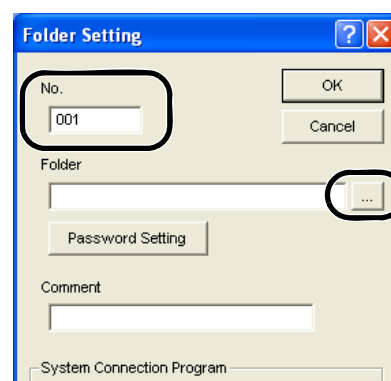 Folder Setting
No.
001
OK
Cancel
Folder
...
Password Setting
Comment
System Connection Program